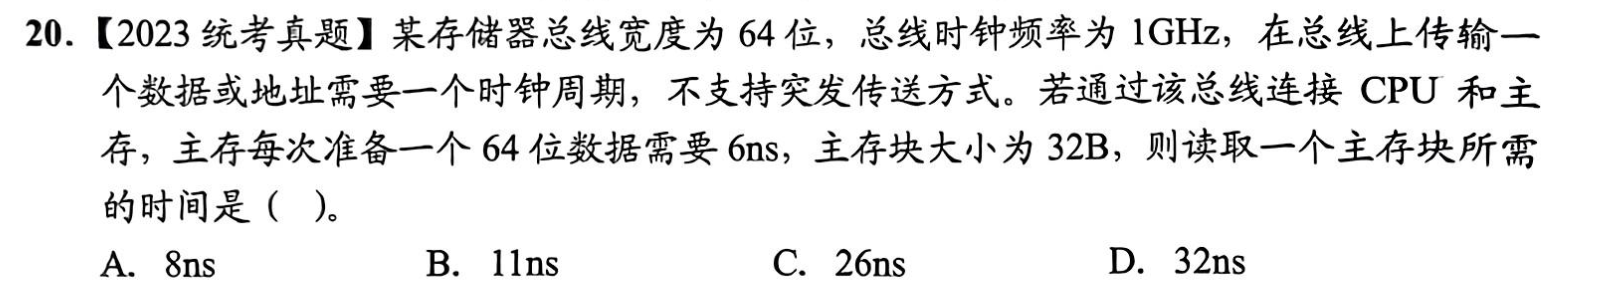 20.【2023 统考真题】某存储器总线宽度为 64 位，总线时钟频率为 1GHz，在总线上传输一
个数据或地址需要一个时钟周期，不支持突发传送方式。若通过该总线连接 CPU 和主
存，主存每次准备一个 64 位数据需要 6ns，主存块大小为 32B，则读取一个主存块所需
的时间是（ ）。
A. 8ns B. 11ns C. 26ns D. 32ns